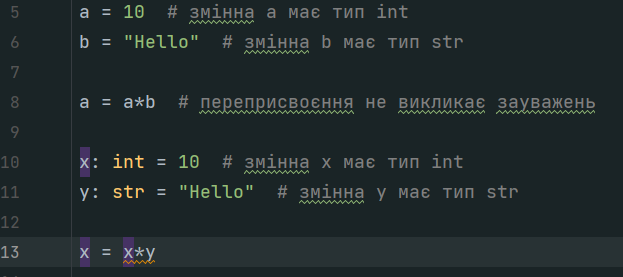 5 a = 10  # змінна a має тип int
6 b = "Hello"  # змінна b має тип str
7
8 a = a*b  # переприсвоєння не викликає зауважень
9
10 x: int = 10  # змінна x має тип int
11 y: str = "Hello"  # змінна y має тип str
12
13 x = x*y